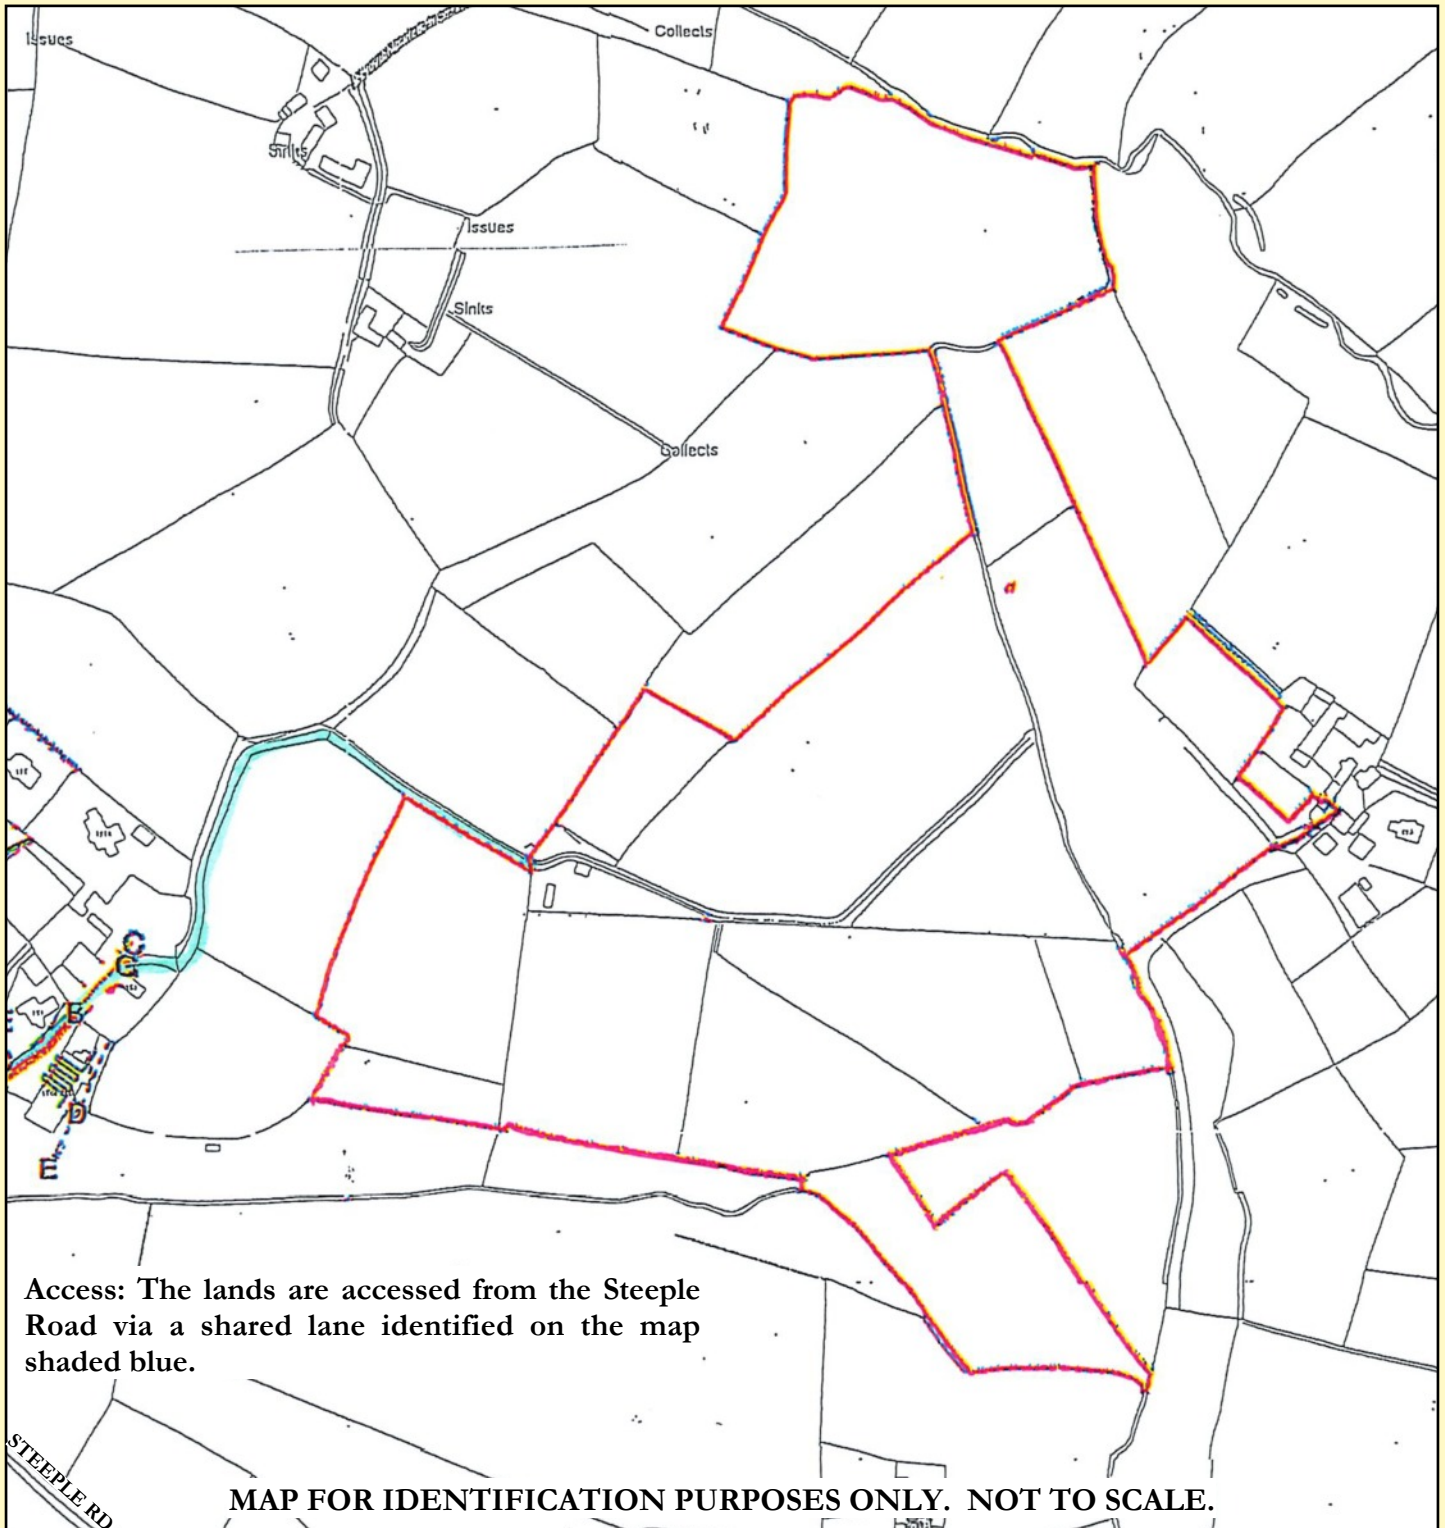 Issues
Collects
Sinks
Issues
Sinks
Collects
a
C
G
B
D
E
Access: The lands are accessed from the Steeple
Road via a shared lane identified on the map
shaded blue.
STEEPLE RD
MAP FOR IDENTIFICATION PURPOSES ONLY. NOT TO SCALE.